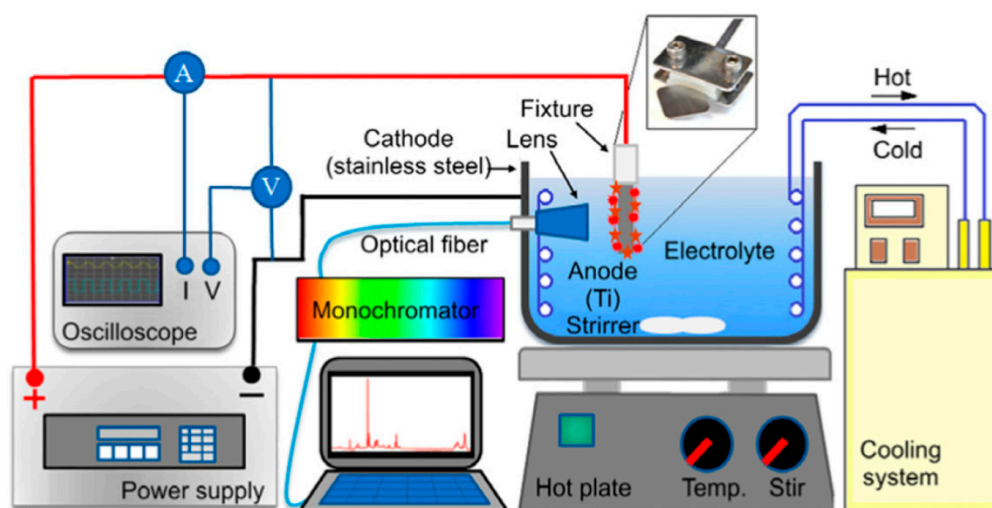 A
Hot
Fixture
Cathode
(stainless steel)
Lens
Cold
V
Optical fiber
Electrolyte
I V
Oscilloscope
Anode
(Ti)
Strirrer
Monochromator
+
−
Power supply
Hot plate
Temp.
Stir
Cooling
system